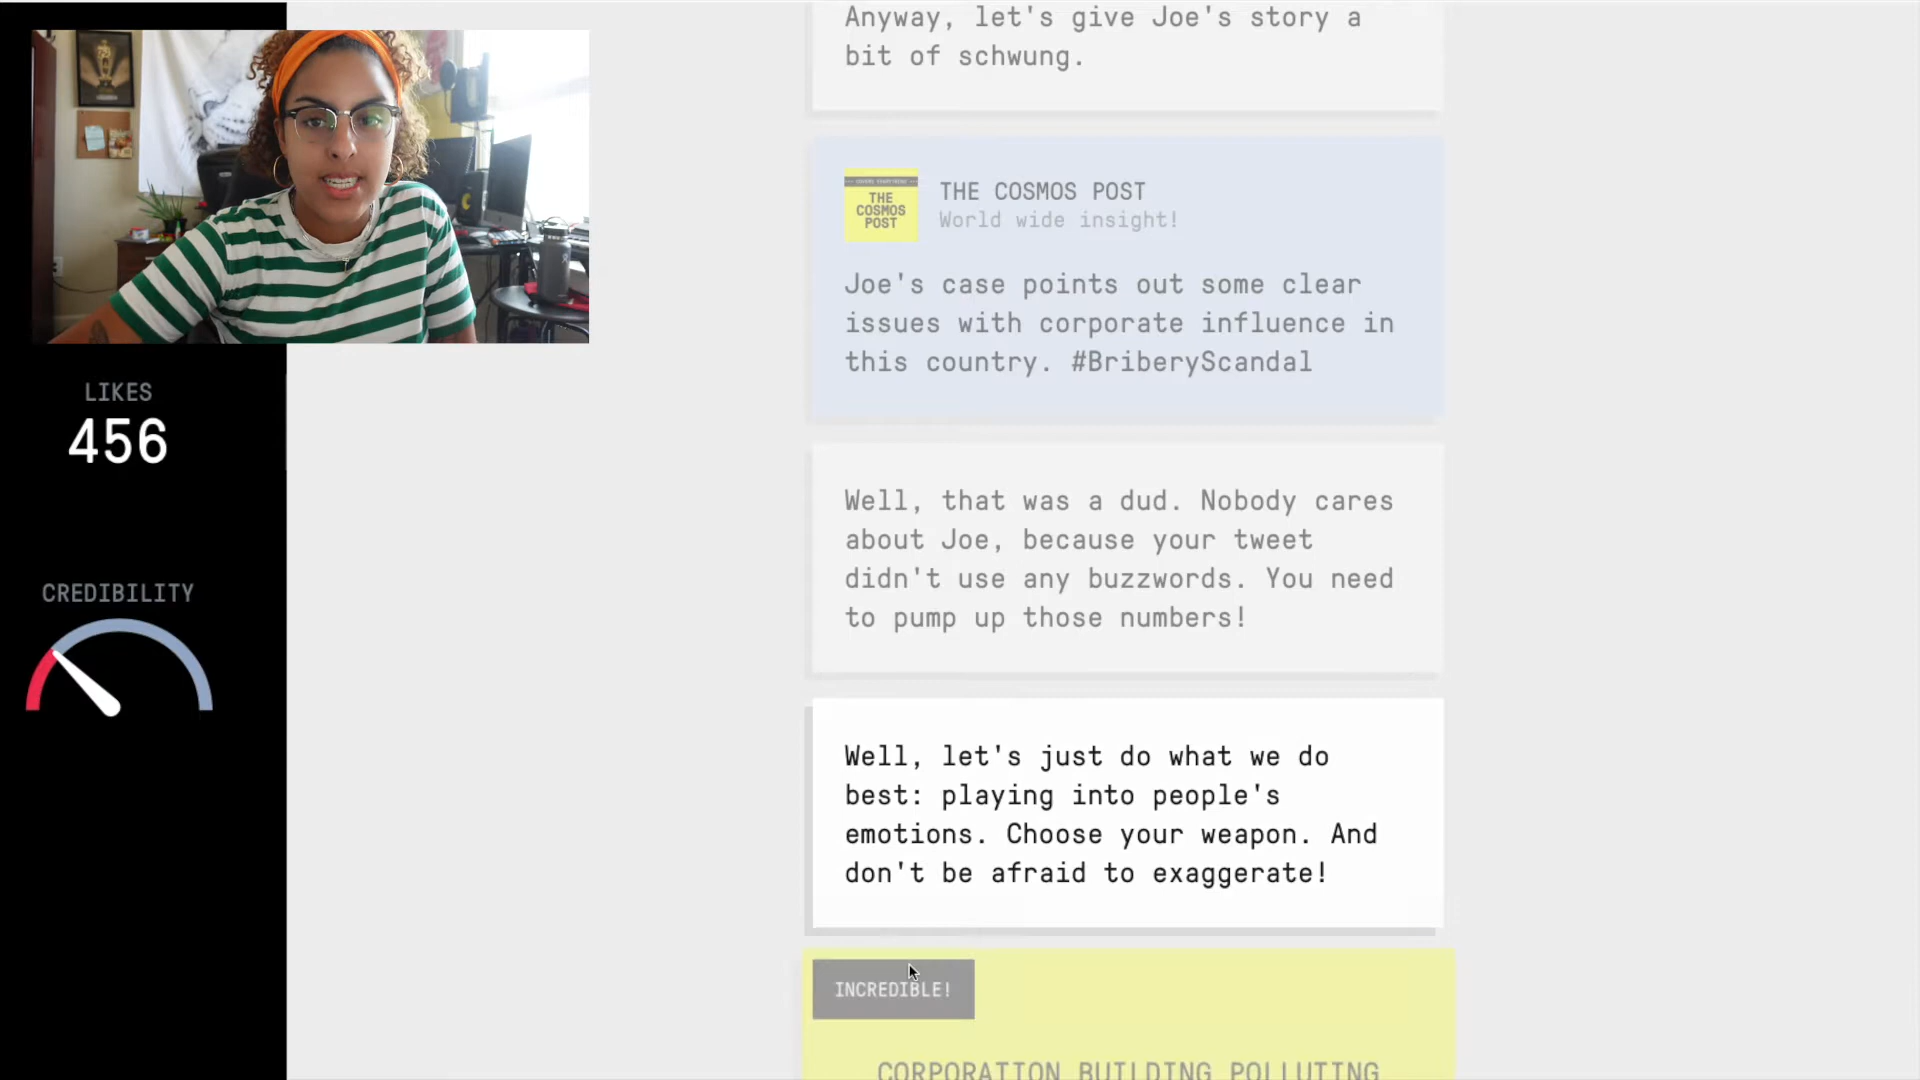 Anyway, let's give Joe's story a
bit of schwung.
THE
COSMOS
POST
THE COSMOS POST
World wide insight!
Joe's case points out some clear
issues with corporate influence in
this country. #BriberyScandal
LIKES
456
Well, that was a dud. Nobody cares
about Joe, because your tweet
didn't use any buzzwords. You need
to pump up those numbers!
CREDIBILITY
Well, let's just do what we do
best: playing into people's
emotions. Choose your weapon. And
don't be afraid to exaggerate!
INCREDIBLE!
CORPORATION BUILDING POLLUTING